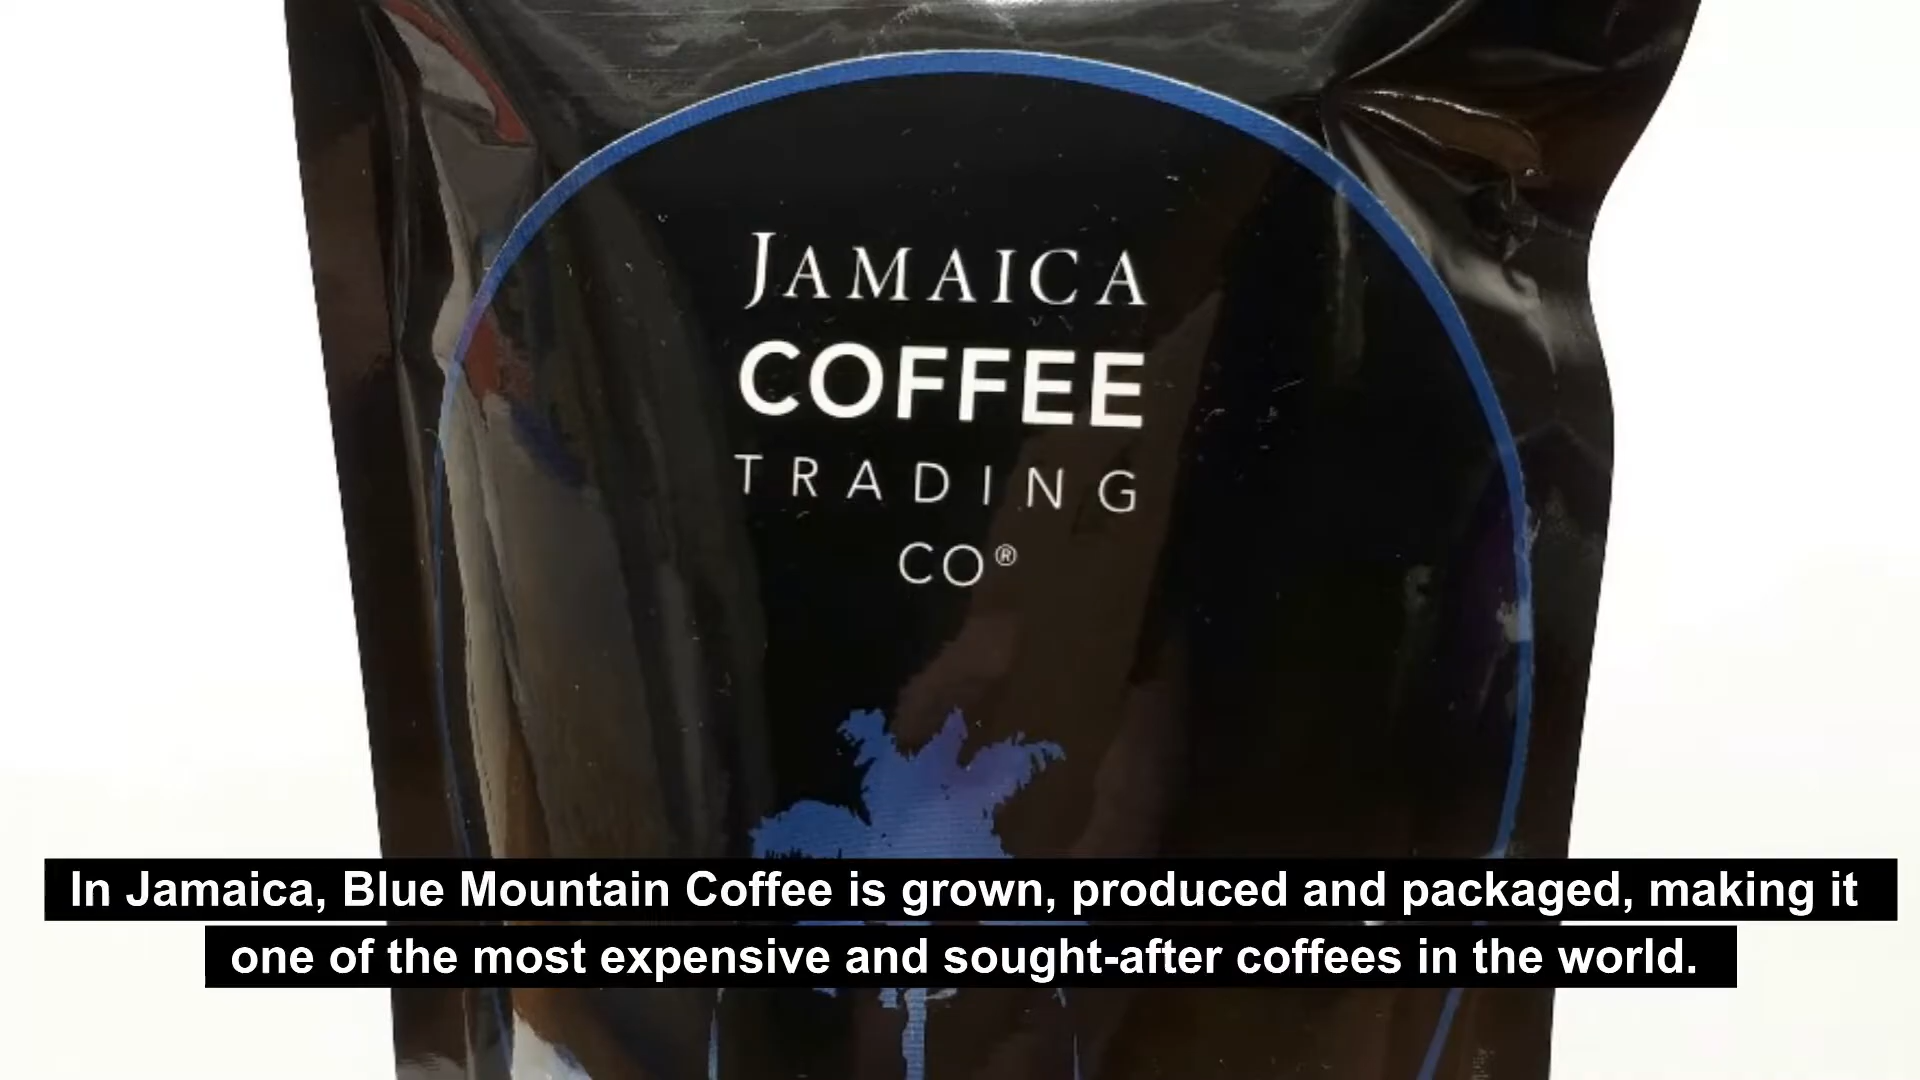 JAMAICA
COFFEE
TRADING
CO®
In Jamaica, Blue Mountain Coffee is grown, produced and packaged, making it
one of the most expensive and sought-after coffees in the world.